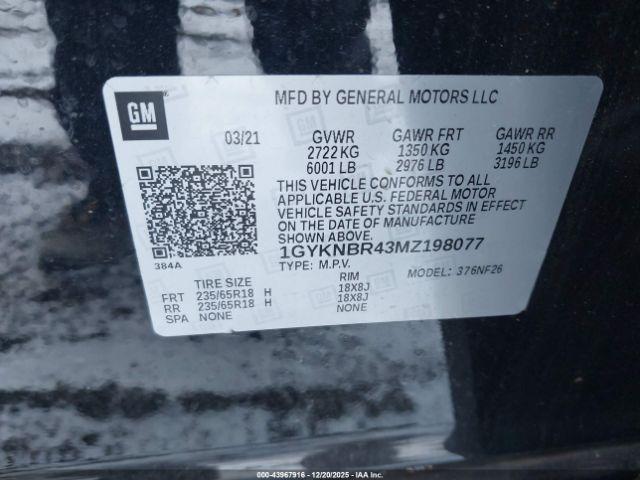 GM
MFD BY GENERAL MOTORS LLC
03/21 GVWR GAWR FRT GAWR RR
2722 KG 1350 KG 1450 KG
6001 LB 2976 LB 3196 LB
THIS VEHICLE CONFORMS TO ALL
APPLICABLE U.S. FEDERAL MOTOR
VEHICLE SAFETY STANDARDS IN EFFECT
ON THE DATE OF MANUFACTURE
SHOWN ABOVE.
1GYKNBR43MZ198077
384A
TYPE: M.P.V. MODEL: 376NF26
TIRE SIZE RIM
FRT 235/65R18 H 18X8J
RR 235/65R18 H 18X8J
SPA NONE NONE
000-43967916 - 12/20/2025 - IAA, Inc.